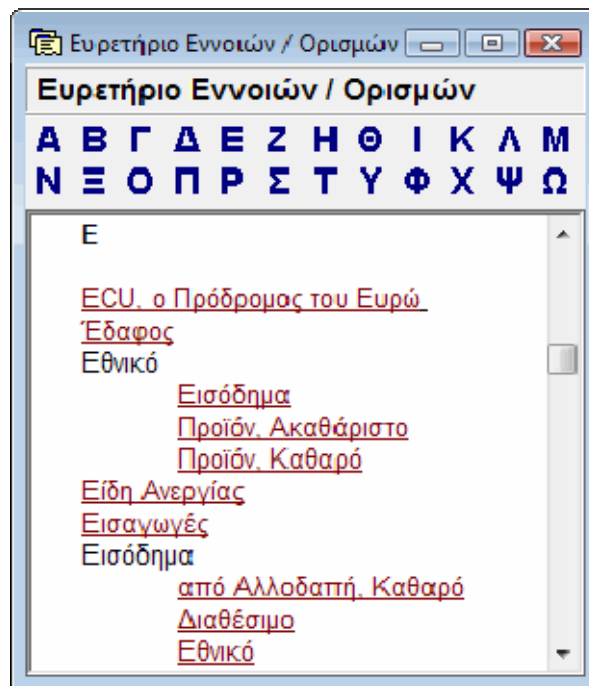 Ευρετήριο Εννοιών / Ορισμών
Ευρετήριο Εννοιών / Ορισμών
Α Β Γ Δ Ε Ζ Η Θ Ι Κ Λ Μ
Ν Ξ Ο Π Ρ Σ Τ Υ Φ Χ Ψ Ω
Ε
ECU, ο Πρόδρομος του Ευρώ
Έδαφος
Εθνικό
Εισόδημα
Προϊόν, Ακαθάριστο
Προϊόν, Καθαρό
Είδη Ανεργίας
Εισαγωγές
Εισόδημα
από Αλλοδαπή, Καθαρό
Διαθέσιμο
Εθνικό